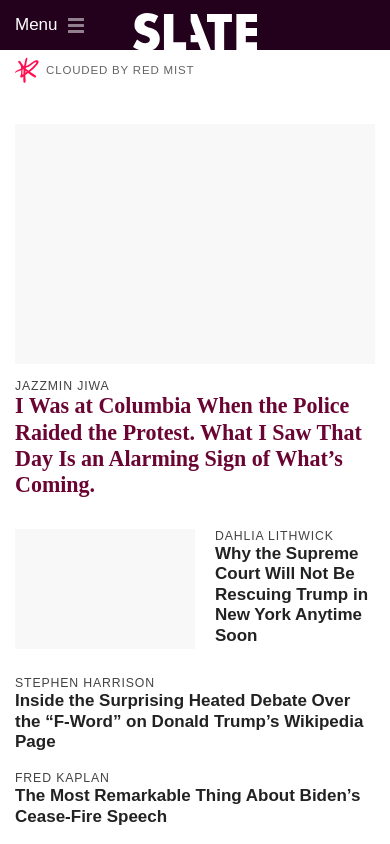 Menu
SLATE
CLOUDED BY RED MIST
JAZZMIN JIWA
I Was at Columbia When the Police
Raided the Protest. What I Saw That
Day Is an Alarming Sign of What’s
Coming.
DAHLIA LITHWICK
Why the Supreme
Court Will Not Be
Rescuing Trump in
New York Anytime
Soon
STEPHEN HARRISON
Inside the Surprising Heated Debate Over
the “F-Word” on Donald Trump’s Wikipedia
Page
FRED KAPLAN
The Most Remarkable Thing About Biden’s
Cease-Fire Speech